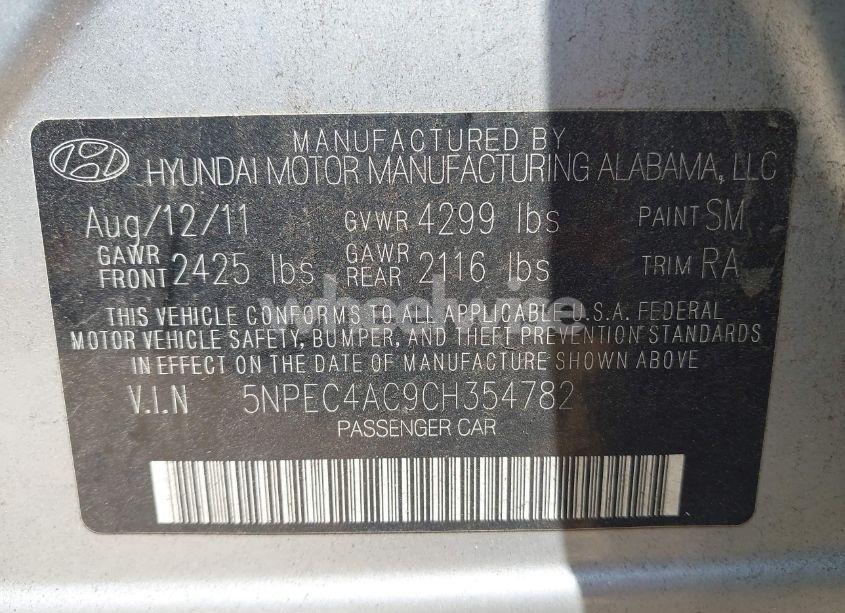 MANUFACTURED BY
HYUNDAI MOTOR MANUFACTURING ALABAMA, LLC
Aug/12/11 GVWR 4299 lbs PAINT SM
GAWR FRONT 2425 lbs GAWR REAR 2116 lbs TRIM RA
THIS VEHICLE CONFORMS TO ALL APPLICABLE U.S.A. FEDERAL
MOTOR VEHICLE SAFETY, BUMPER, AND THEFT PREVENTION STANDARDS
IN EFFECT ON THE DATE OF MANUFACTURE SHOWN ABOVE
V.I.N 5NPEC4AC9CH354782
PASSENGER CAR